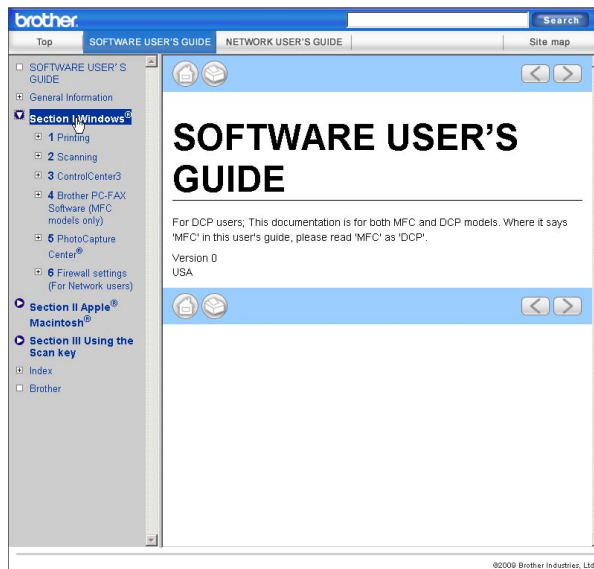 brother.
Search
Top
SOFTWARE USER'S GUIDE
NETWORK USER'S GUIDE
Site map
SOFTWARE USER'S
GUIDE
General Information
Section I Windows®
1 Printing
2 Scanning
3 ControlCenter3
4 Brother PC-FAX
Software (MFC
models only)
5 PhotoCapture
Center®
6 Firewall settings
(For Network users)
Section II Apple®
Macintosh®
Section III Using the
Scan key
Index
Brother
SOFTWARE USER'S
GUIDE
For DCP users; This documentation is for both MFC and DCP models. Where it says
'MFC' in this user's guide, please read 'MFC' as 'DCP'.
Version 0
USA
©2009 Brother Industries, Ltd